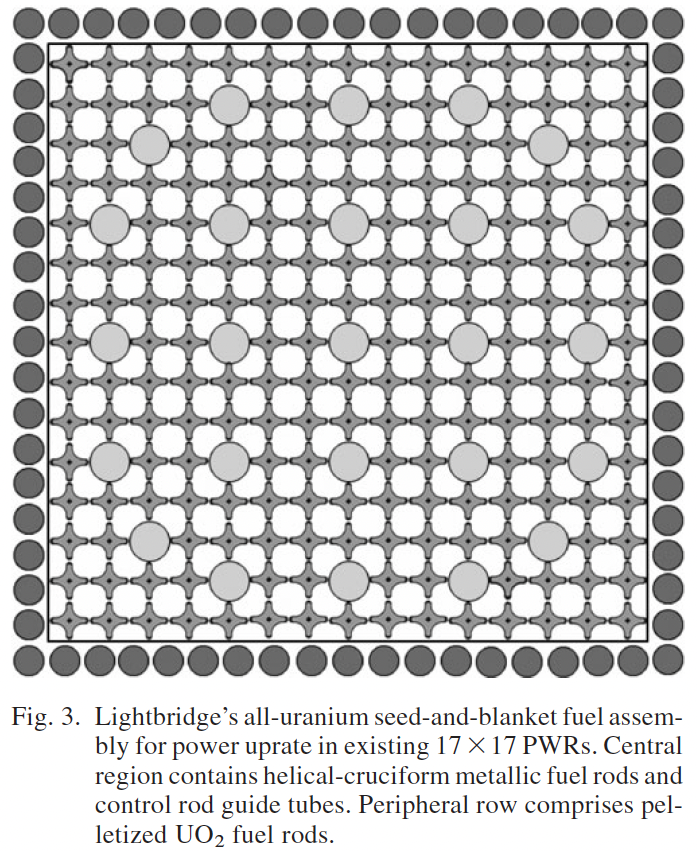 Fig. 3. Lightbridge's all-uranium seed-and-blanket fuel assem-
bly for power uprate in existing 17 × 17 PWRs. Central
region contains helical-cruciform metallic fuel rods and
control rod guide tubes. Peripheral row comprises pel-
letized UO₂ fuel rods.